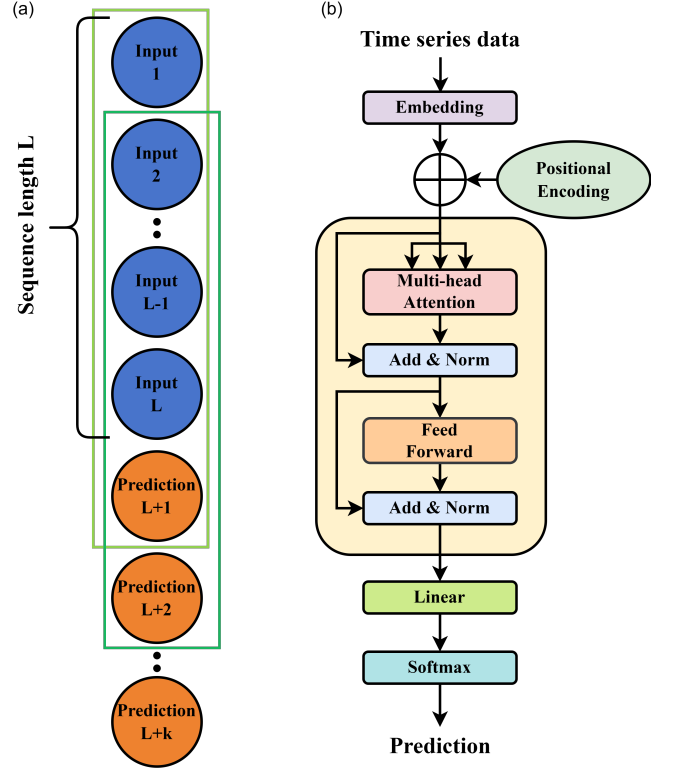 (a)
Sequence length L
Input
1
Input
2
Input
L-1
Input
L
Prediction
L+1
Prediction
L+2
Prediction
L+k
(b)
Time series data
Embedding
Positional
Encoding
Multi-head
Attention
Add & Norm
Feed
Forward
Add & Norm
Linear
Softmax
Prediction